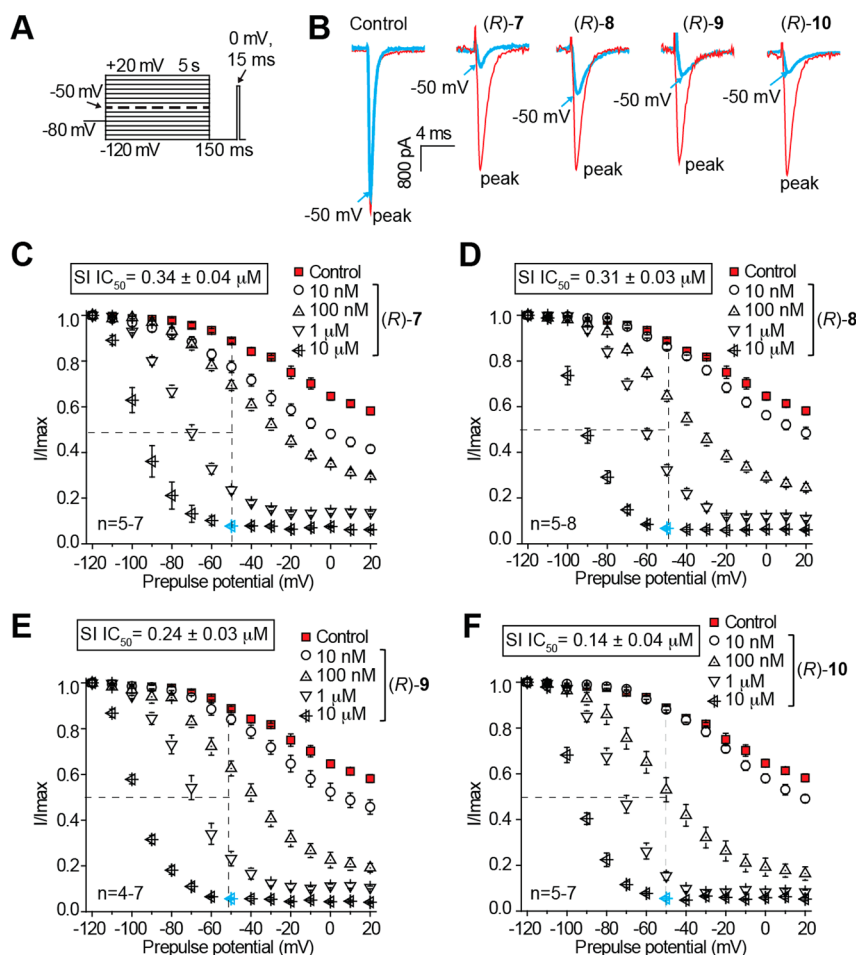 A
+20 mV 5 s
0 mV,
15 ms
-50 mV
-80 mV
-120 mV
150 ms
B
Control
(R)-7
(R)-8
(R)-9
(R)-10
-50 mV
-50 mV
-50 mV
-50 mV
4 ms
800 pA
peak
peak
peak
peak
-50 mV
peak
C
SI IC50= 0.34 ± 0.04 µM
Control
10 nM
100 nM
1 µM
10 µM
(R)-7
I/Imax
1.0
0.8
0.6
0.4
0.2
0.0
n=5-7
-120 -100 -80 -60 -40 -20 0 20
Prepulse potential (mV)
D
SI IC50= 0.31 ± 0.03 µM
Control
10 nM
100 nM
1 µM
10 µM
(R)-8
I/Imax
1.0
0.8
0.6
0.4
0.2
0.0
n=5-8
-120 -100 -80 -60 -40 -20 0 20
Prepulse potential (mV)
E
SI IC50= 0.24 ± 0.03 µM
Control
10 nM
100 nM
1 µM
10 µM
(R)-9
I/Imax
1.0
0.8
0.6
0.4
0.2
0.0
n=4-7
-120 -100 -80 -60 -40 -20 0 20
Prepulse potential (mV)
F
SI IC50= 0.14 ± 0.04 µM
Control
10 nM
100 nM
1 µM
10 µM
(R)-10
I/Imax
1.0
0.8
0.6
0.4
0.2
0.0
n=5-7
-120 -100 -80 -60 -40 -20 0 20
Prepulse potential (mV)